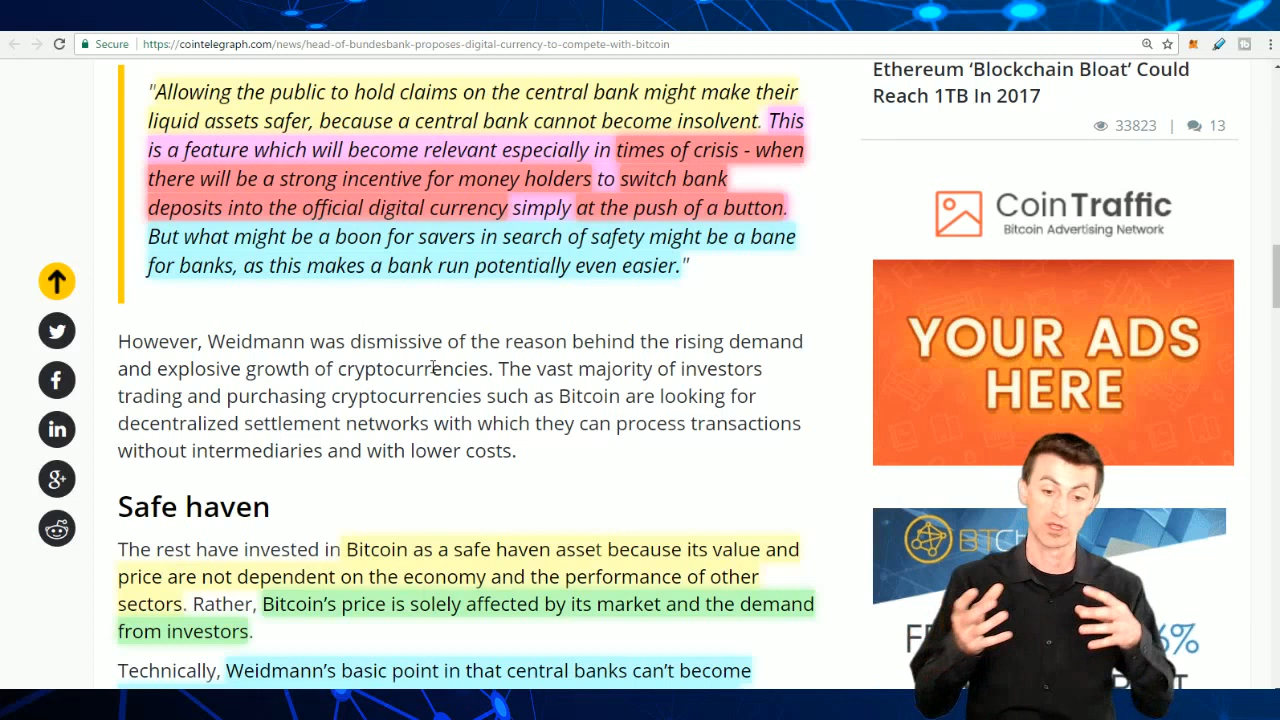 Secure
https://cointelegraph.com/news/head-of-bundesbank-proposes-digital-currency-to-compete-with-bitcoin
"Allowing the public to hold claims on the central bank might make their
liquid assets safer, because a central bank cannot become insolvent. This
is a feature which will become relevant especially in times of crisis - when
there will be a strong incentive for money holders to switch bank
deposits into the official digital currency simply at the push of a button.
But what might be a boon for savers in search of safety might be a bane
for banks, as this makes a bank run potentially even easier."
However, Weidmann was dismissive of the reason behind the rising demand
and explosive growth of cryptocurrencies. The vast majority of investors
trading and purchasing cryptocurrencies such as Bitcoin are looking for
decentralized settlement networks with which they can process transactions
without intermediaries and with lower costs.
Safe haven
The rest have invested in Bitcoin as a safe haven asset because its value and
price are not dependent on the economy and the performance of other
sectors. Rather, Bitcoin's price is solely affected by its market and the demand
from investors.
Technically, Weidmann's basic point in that central banks can't become
Ethereum 'Blockchain Bloat' Could
Reach 1TB In 2017
33823 | 13
CoinTraffic
Bitcoin Advertising Network
YOUR ADS
HERE
6%